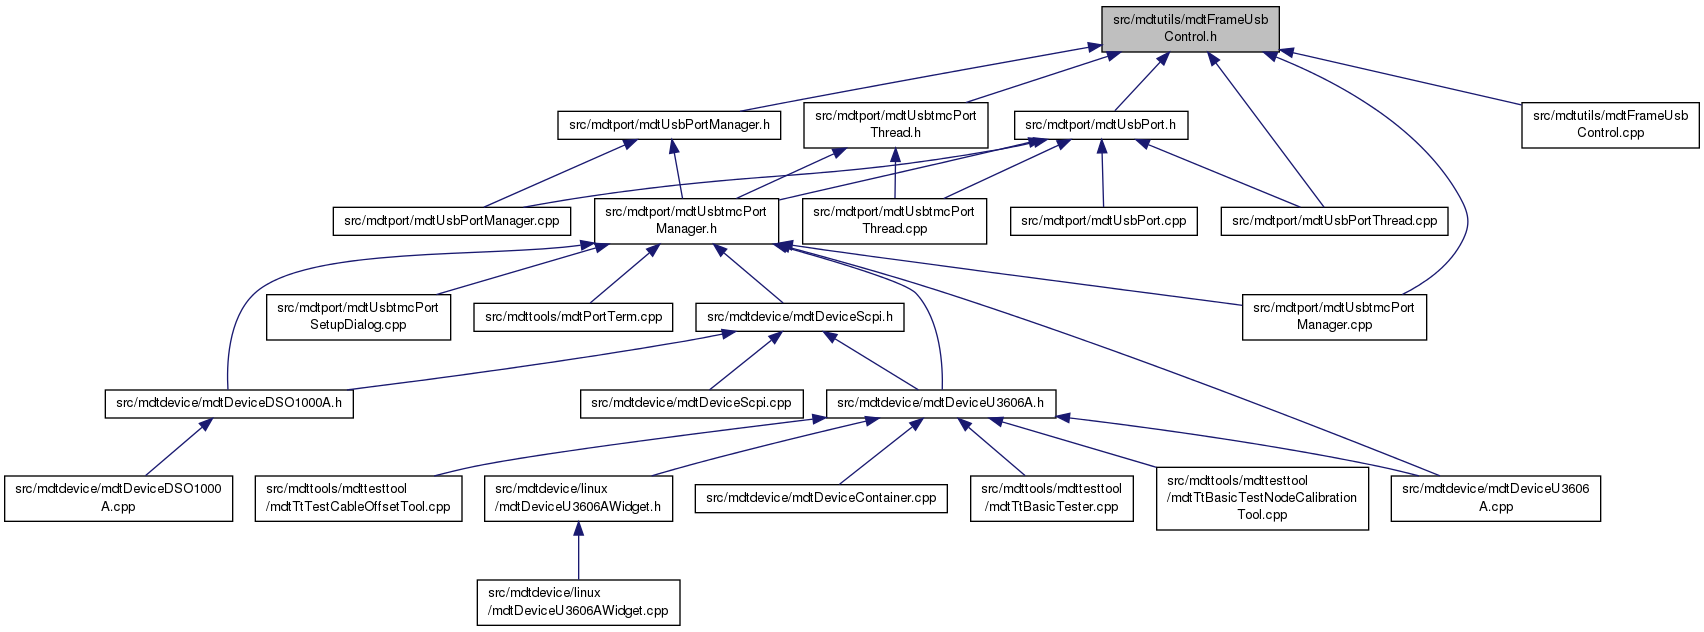 src/mdtutils/mdtFrameUsb
Control.h
src/mdtport/mdtUsbPortManager.h
src/mdtport/mdtUsbtmcPort
Thread.h
src/mdtport/mdtUsbPort.h
src/mdtutils/mdtFrameUsb
Control.cpp
src/mdtport/mdtUsbPortManager.cpp
src/mdtport/mdtUsbtmcPort
Manager.h
src/mdtport/mdtUsbtmcPort
Thread.cpp
src/mdtport/mdtUsbPort.cpp
src/mdtport/mdtUsbPortThread.cpp
src/mdtport/mdtUsbtmcPort
SetupDialog.cpp
src/mdttools/mdtPortTerm.cpp
src/mdtdevice/mdtDeviceScpi.h
src/mdtport/mdtUsbtmcPort
Manager.cpp
src/mdtdevice/mdtDeviceDSO1000A.h
src/mdtdevice/mdtDeviceScpi.cpp
src/mdtdevice/mdtDeviceU3606A.h
src/mdtdevice/mdtDeviceDSO1000
A.cpp
src/mdttools/mdttesttool
/mdtTtTestCableOffsetTool.cpp
src/mdtdevice/linux
/mdtDeviceU3606AWidget.h
src/mdtdevice/mdtDeviceContainer.cpp
src/mdttools/mdttesttool
/mdtTtBasicTester.cpp
src/mdttools/mdttesttool
/mdtTtBasicTestNodeCalibration
Tool.cpp
src/mdtdevice/mdtDeviceU3606
A.cpp
src/mdtdevice/linux
/mdtDeviceU3606AWidget.cpp